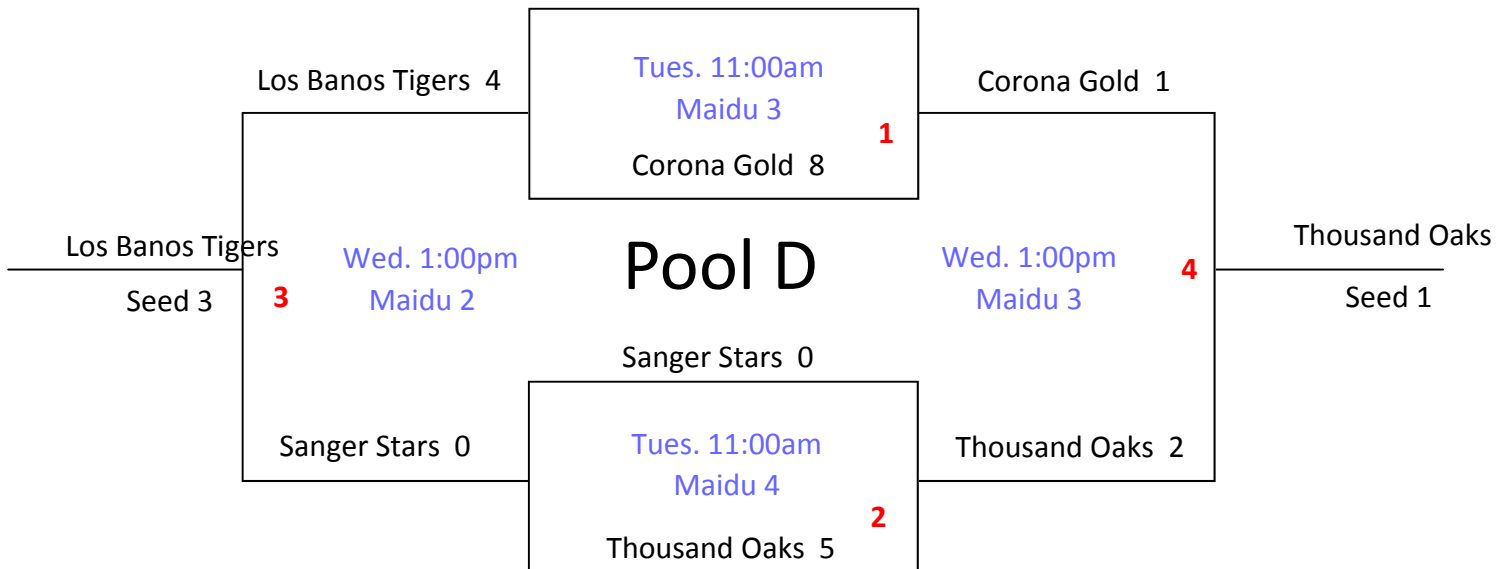 Tues. 11:00am
Los Banos Tigers 4
Corona Gold 1
Maidu 3
1
Corona Gold 8
Los Banos Tigers
Seed 3
3
Wed. 1:00pm
Maidu 2
Pool D
Wed. 1:00pm
Maidu 3
4
Thousand Oaks
Seed 1
Sanger Stars 0
Sanger Stars 0
Tues. 11:00am
Maidu 4
2
Thousand Oaks 5
Thousand Oaks 2